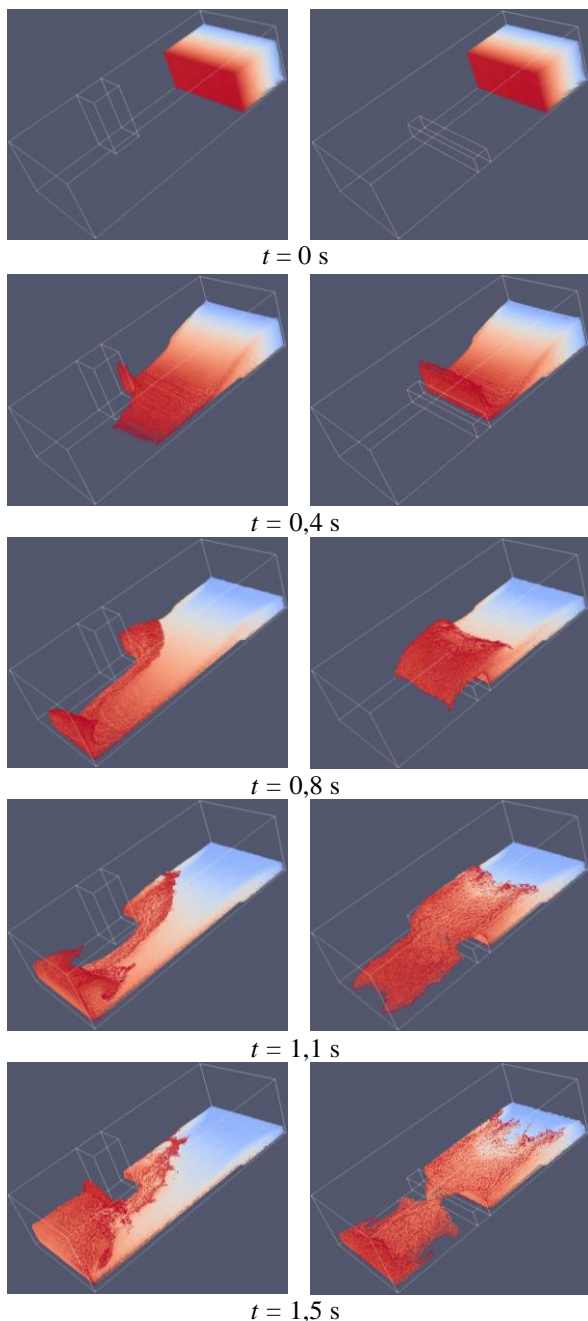 t = 0 s
t = 0,4 s
t = 0,8 s
t = 1,1 s
t = 1,5 s